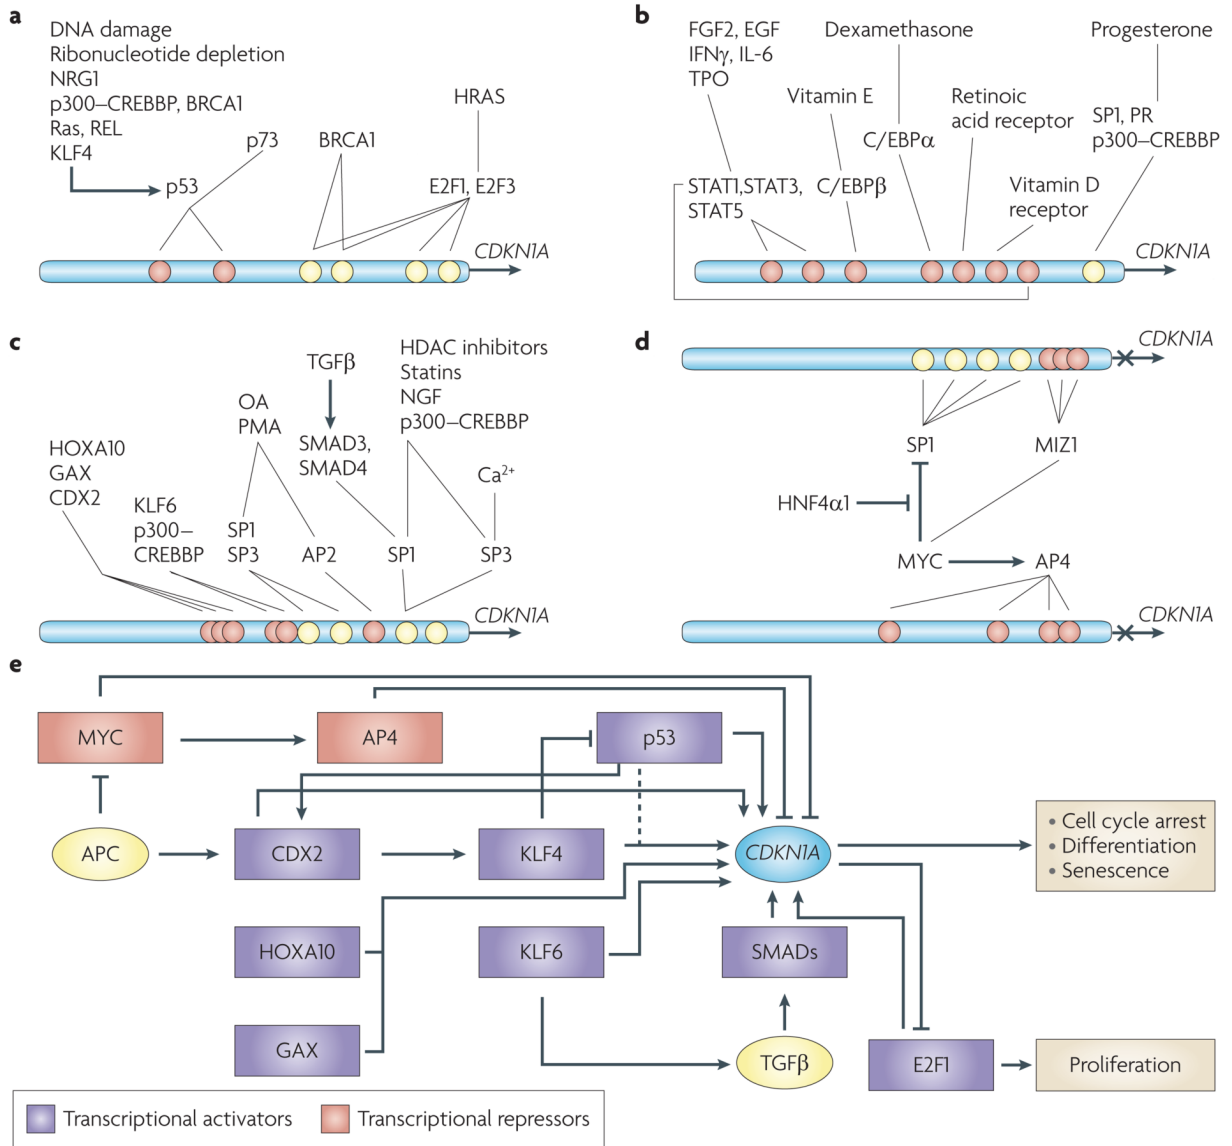 a
DNA damage
Ribonucleotide depletion
NRG1
p300–CREBBP, BRCA1
Ras, REL
KLF4
p53
p73
BRCA1
HRAS
E2F1, E2F3
CDKN1A
b
FGF2, EGF
IFNγ, IL-6
TPO
Dexamethasone
Progesterone
Vitamin E
Retinoic
acid receptor
SP1, PR
p300–CREBBP
C/EBPα
STAT1,STAT3,
STAT5
C/EBPβ
Vitamin D
receptor
CDKN1A
c
HOXA10
GAX
CDX2
KLF6
p300–
CREBBP
OA
PMA
SP1
SP3
AP2
TGFβ
SMAD3,
SMAD4
SP1
HDAC inhibitors
Statins
NGF
p300–CREBBP
Ca²⁺
SP3
CDKN1A
d
CDKN1A
SP1
MIZ1
HNF4α1
MYC
AP4
CDKN1A
e
MYC
AP4
p53
APC
CDX2
KLF4
CDKN1A
• Cell cycle arrest
• Differentiation
• Senescence
HOXA10
KLF6
SMADs
GAX
TGFβ
E2F1
Proliferation
Transcriptional activators
Transcriptional repressors